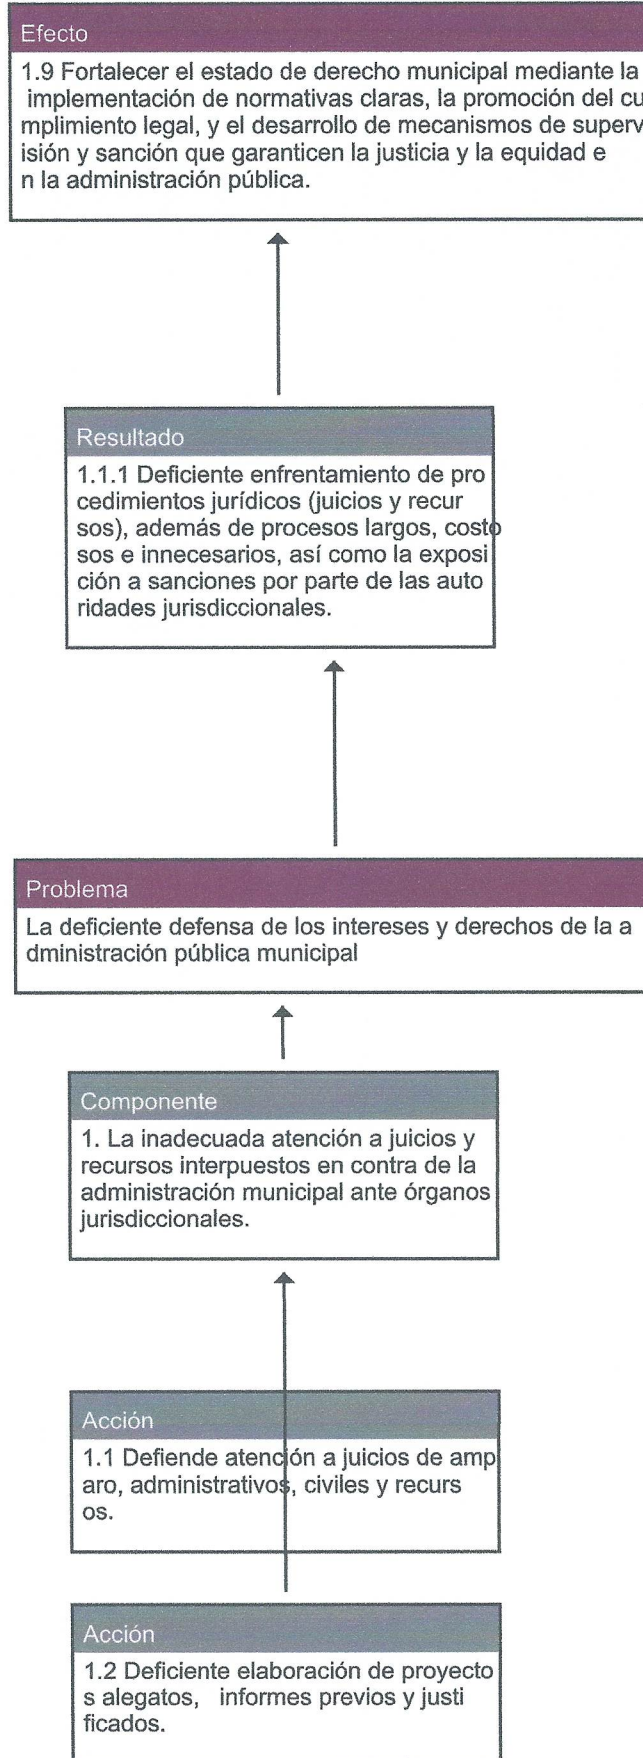 Efecto
1.9 Fortalecer el estado de derecho municipal mediante la
implementación de normativas claras, la promoción del cu
mplimiento legal, y el desarrollo de mecanismos de superv
isión y sanción que garanticen la justicia y la equidad e
n la administración pública.
Resultado
1.1.1 Deficiente enfrentamiento de pro
cedimientos jurídicos (juicios y recur
sos), además de procesos largos, costo
sos e innecesarios, así como la exposi
ción a sanciones por parte de las auto
ridades jurisdiccionales.
Problema
La deficiente defensa de los intereses y derechos de la a
dministración pública municipal
Componente
1. La inadecuada atención a juicios y
recursos interpuestos en contra de la
administración municipal ante órganos
jurisdiccionales.
Acción
1.1 Defiende atención a juicios de amp
aro, administrativos, civiles y recurs
os.
Acción
1.2 Deficiente elaboración de proyecto
s alegatos, informes previos y justi
ficados.